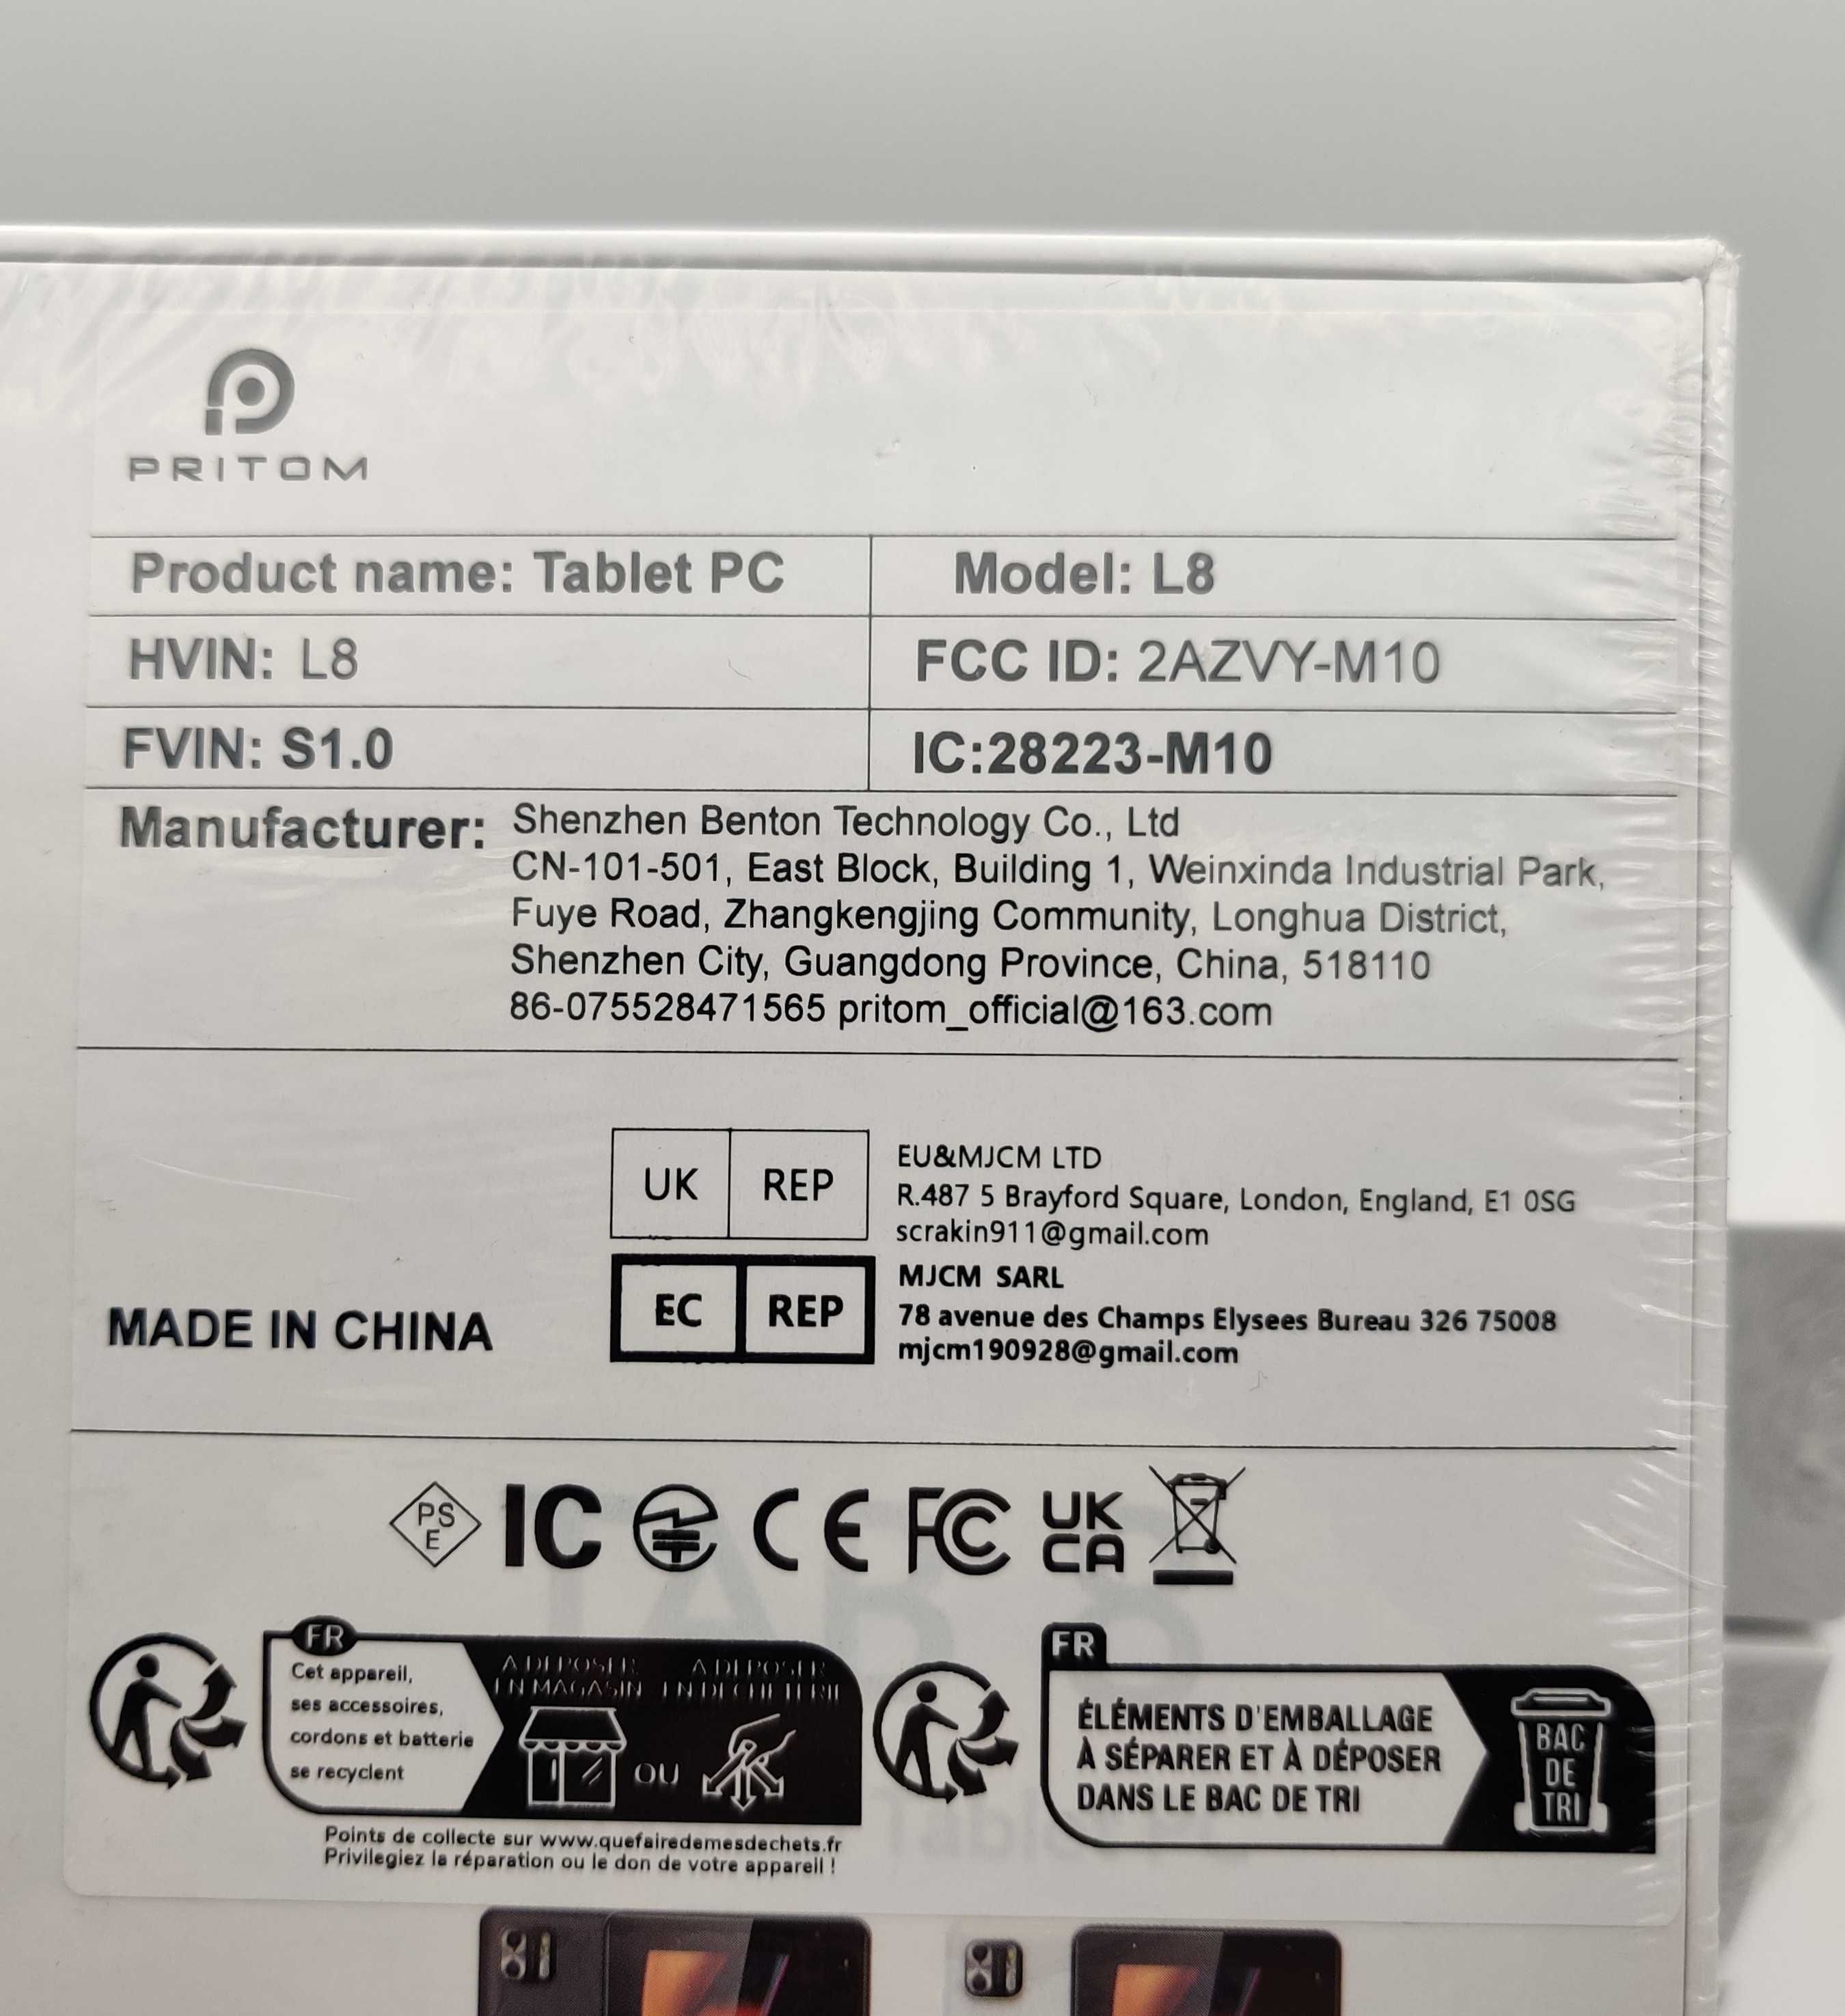 PRITOM
Product name: Tablet PC
Model: L8
HVIN: L8
FCC ID: 2AZVY-M10
FVIN: S1.0
IC:28223-M10
Manufacturer: Shenzhen Benton Technology Co., Ltd
CN-101-501, East Block, Building 1, Weinxinda Industrial Park,
Fuye Road, Zhangkengjing Community, Longhua District,
Shenzhen City, Guangdong Province, China, 518110
86-075528471565 pritom_official@163.com
UK REP
EU&MJCM LTD
R.487 5 Brayford Square, London, England, E1 0SG
scrakin911@gmail.com
MADE IN CHINA
EC REP
MJCM SARL
78 avenue des Champs Elysees Bureau 326 75008
mjcm190928@gmail.com
PS
E
IC
CE
FC
UK
CA
FR
Cet appareil,
ses accessoires,
cordons et batterie
se recyclent
A DEPOSER
EN MAGASIN
OU
A DEPOSER
EN DECHETERIE
Points de collecte sur www.quefairedemesdechets.fr
Privilegiez la réparation ou le don de votre appareil !
FR
ÉLÉMENTS D'EMBALLAGE
À SÉPARER ET À DÉPOSER
DANS LE BAC DE TRI
BAC
DE
TRI